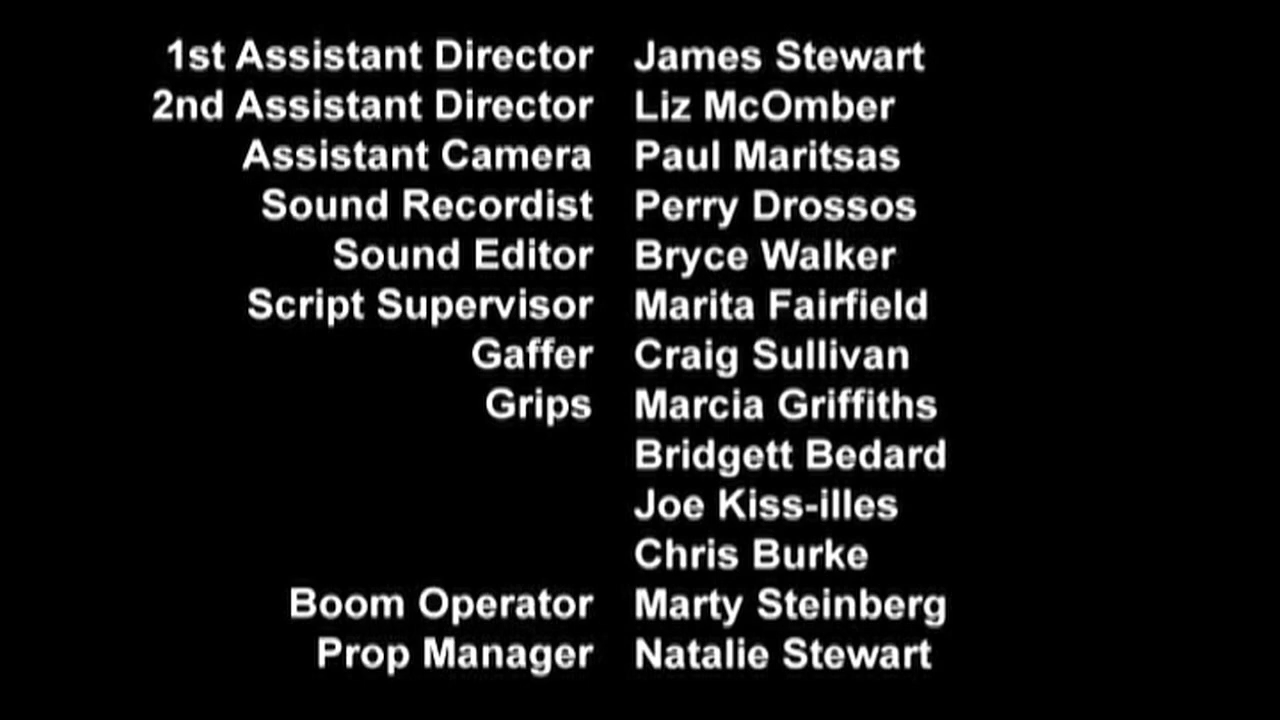 1st Assistant Director James Stewart
2nd Assistant Director Liz McOmber
Assistant Camera Paul Maritsas
Sound Recordist Perry Drossos
Sound Editor Bryce Walker
Script Supervisor Marita Fairfield
Gaffer Craig Sullivan
Grips Marcia Griffiths
Bridgett Bedard
Joe Kiss-illes
Chris Burke
Boom Operator Marty Steinberg
Prop Manager Natalie Stewart